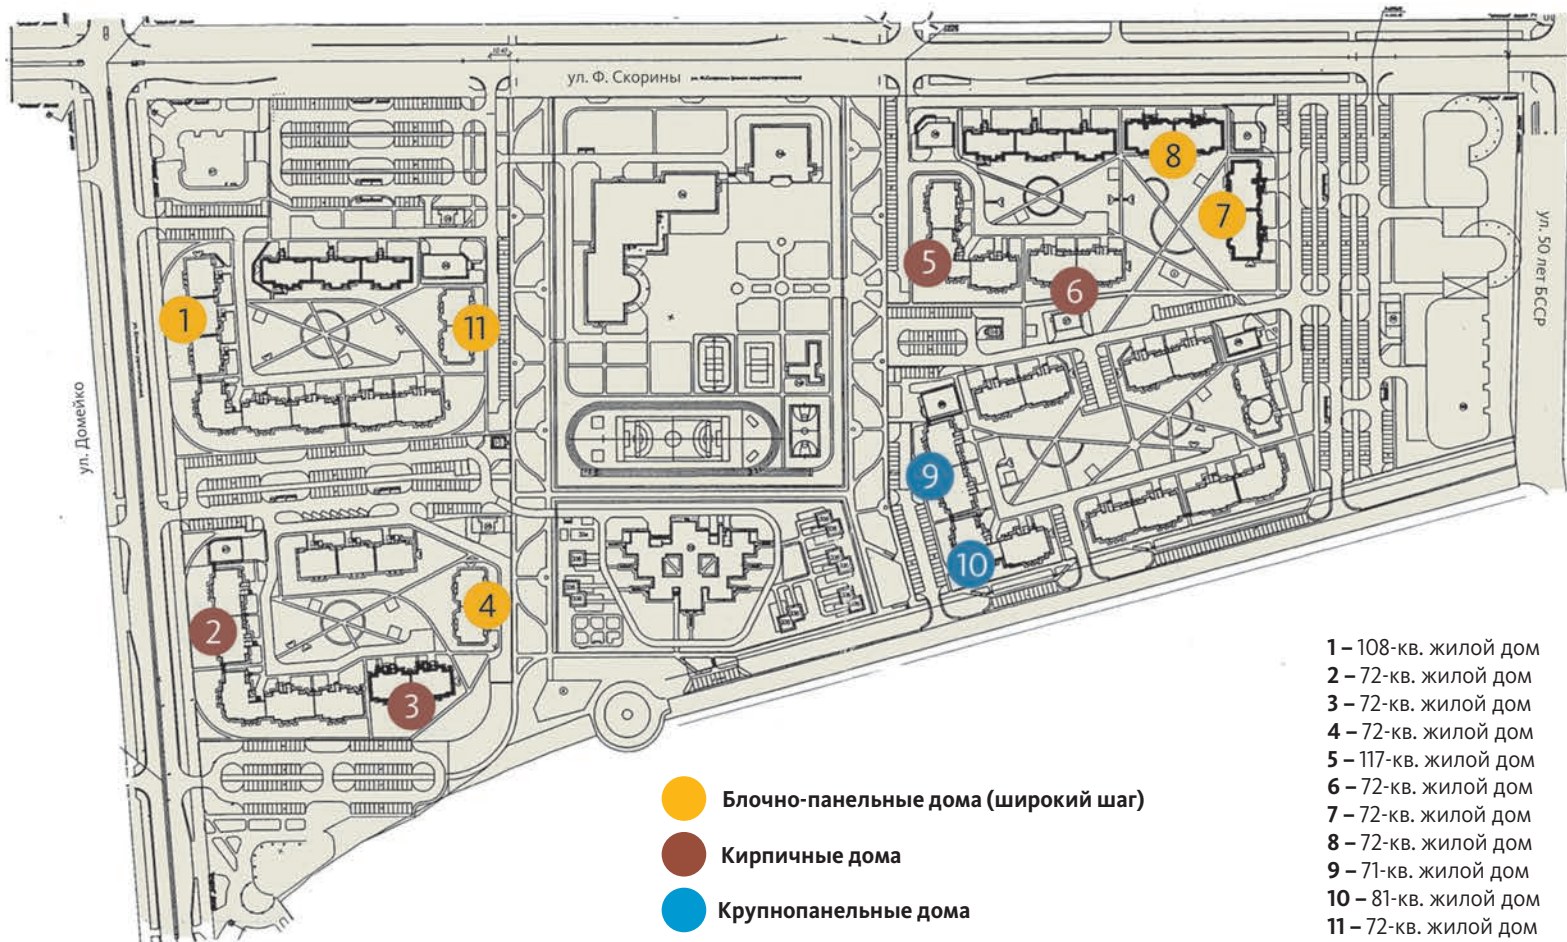 ул. Ф. Скорины
8
7
5
6
1
11
ул. 50 лет БССР
ул. Домейко
9
10
4
2
3
1 – 108-кв. жилой дом
2 – 72-кв. жилой дом
3 – 72-кв. жилой дом
4 – 72-кв. жилой дом
5 – 117-кв. жилой дом
6 – 72-кв. жилой дом
7 – 72-кв. жилой дом
8 – 72-кв. жилой дом
9 – 71-кв. жилой дом
10 – 81-кв. жилой дом
11 – 72-кв. жилой дом
Блочно-панельные дома (широкий шаг)
Кирпичные дома
Крупнопанельные дома